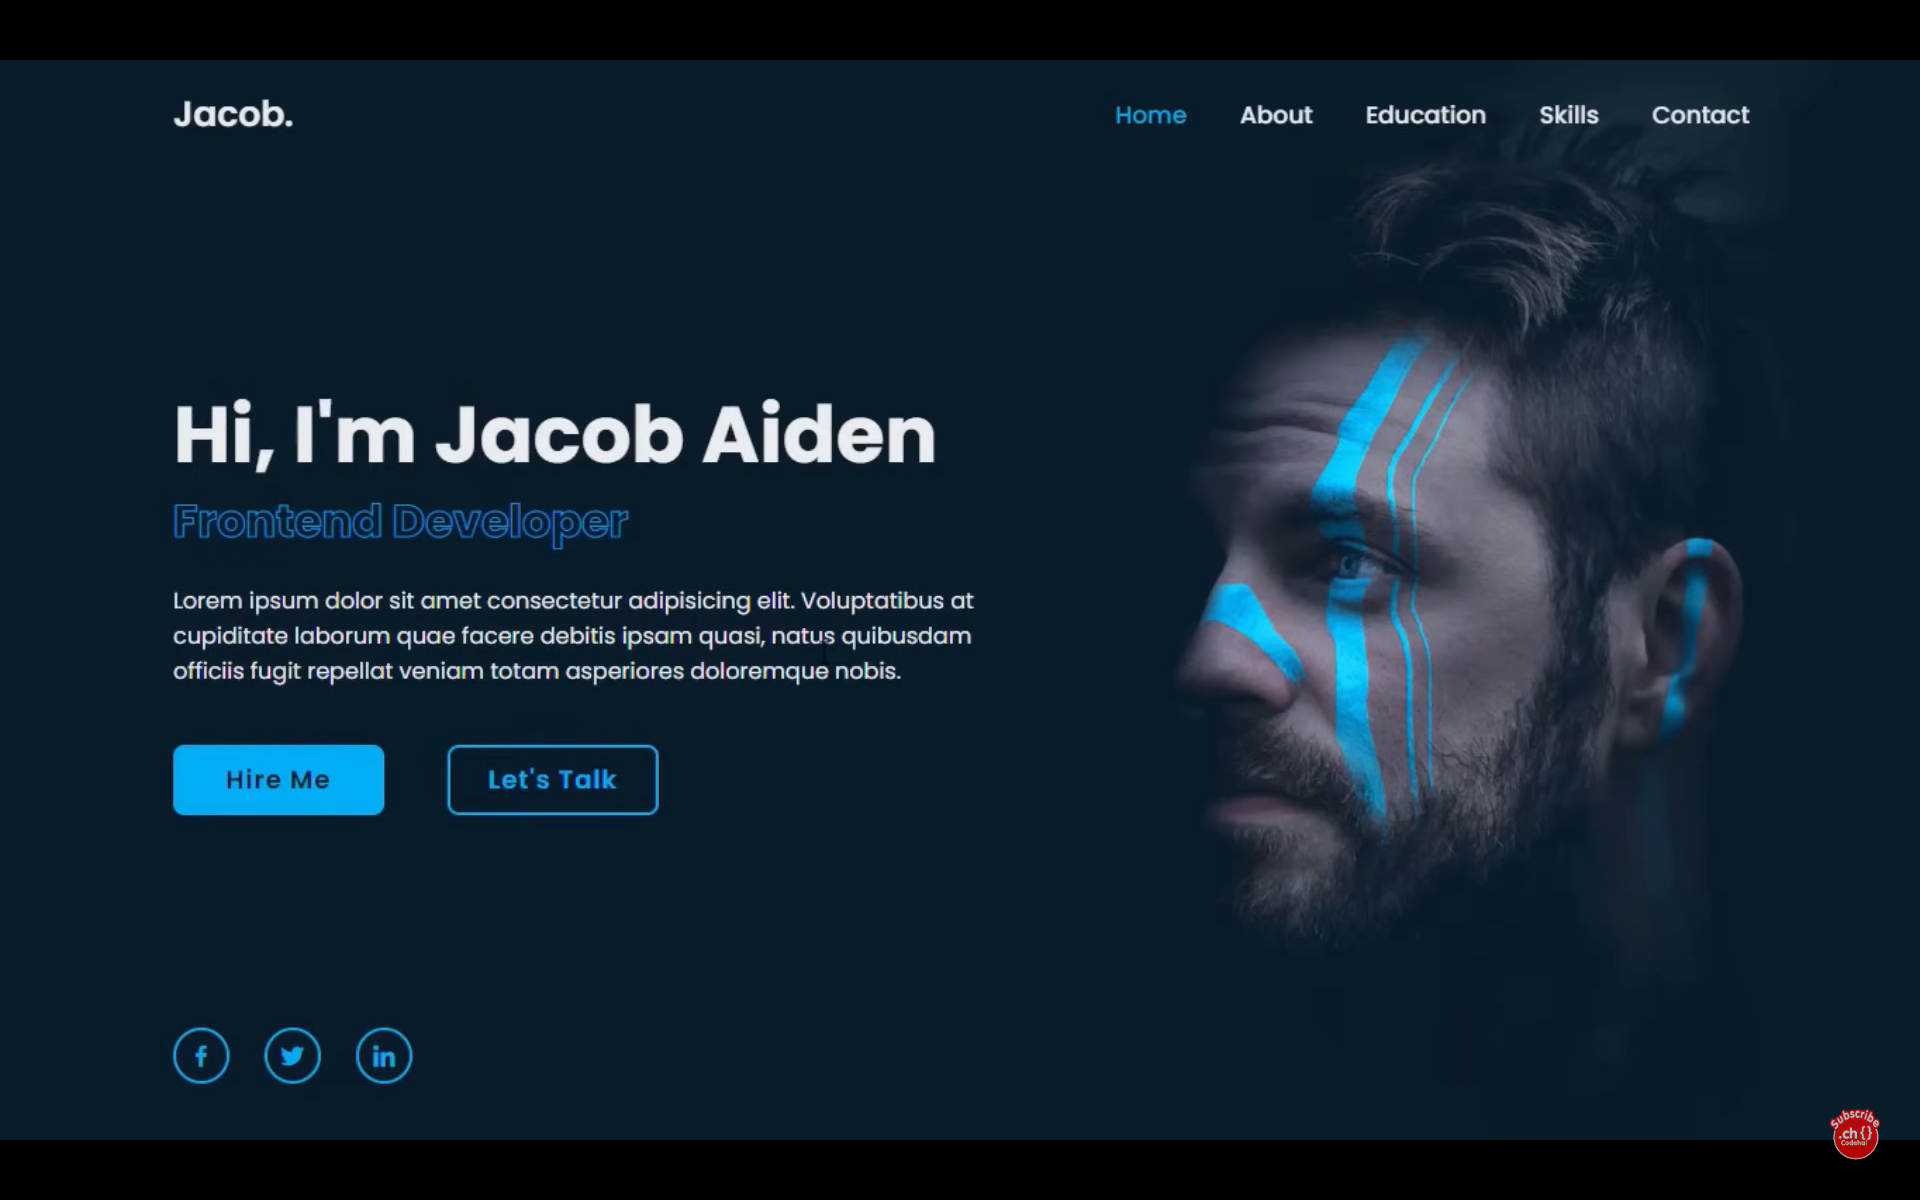 Jacob.
Home About Education Skills Contact
Hi, I'm Jacob Aiden
Frontend Developer
Lorem ipsum dolor sit amet consectetur adipisicing elit. Voluptatibus at
cupiditate laborum quae facere debitis ipsam quasi, natus quibusdam
officiis fugit repellat veniam totam asperiores doloremque nobis.
Hire Me Let's Talk
f in
Subscribe
.ch {}
Codehal